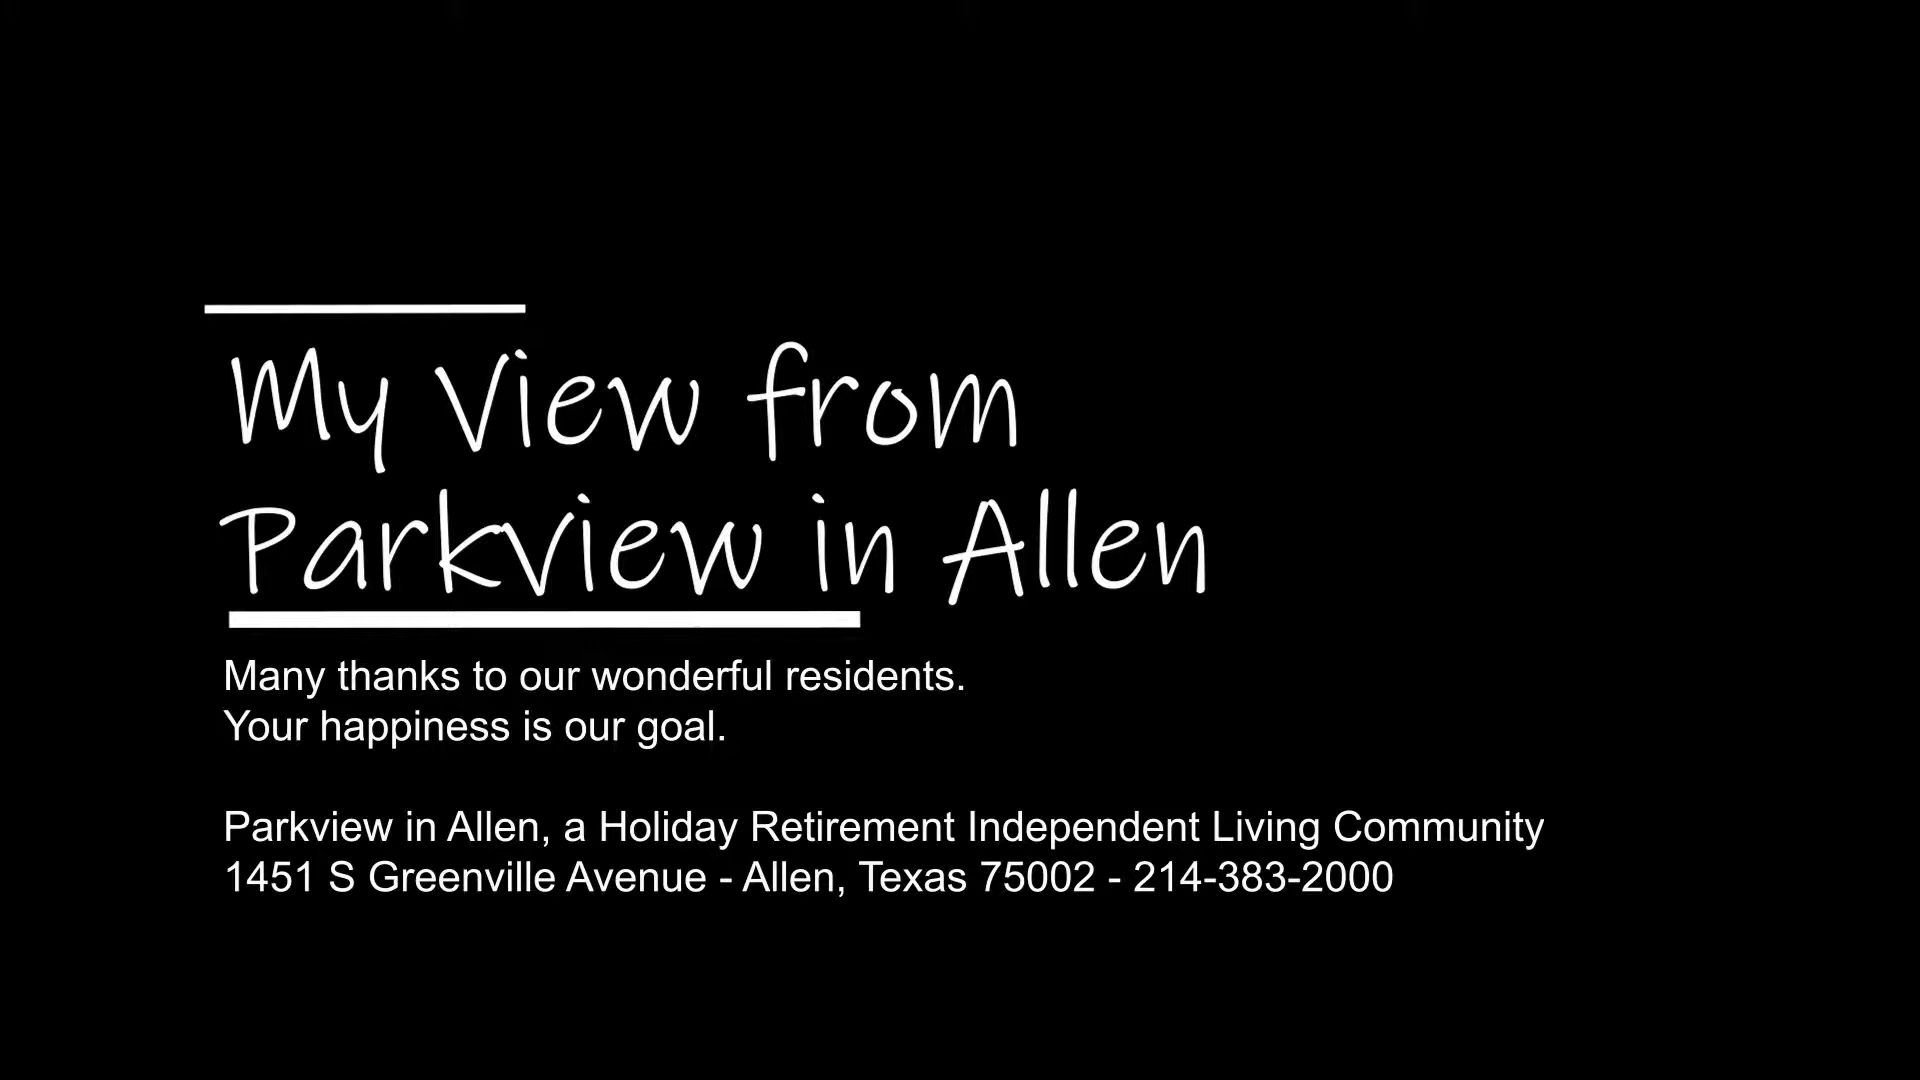 My View from
Parkview in Allen
Many thanks to our wonderful residents.
Your happiness is our goal.
Parkview in Allen, a Holiday Retirement Independent Living Community
1451 S Greenville Avenue - Allen, Texas 75002 - 214-383-2000